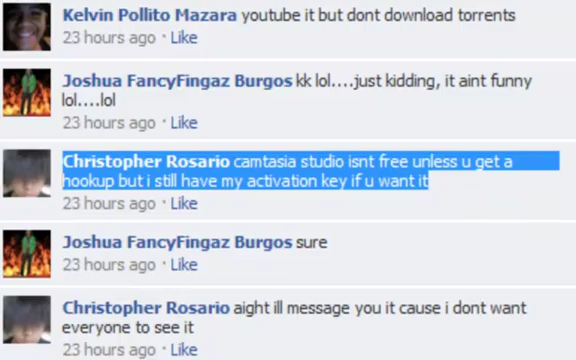 Kelvin Pollito Mazara youtube it but dont download torrents
23 hours ago · Like
Joshua FancyFingaz Burgos kk lol....just kidding, it aint funny
lol....lol
23 hours ago · Like
Christopher Rosario camtasia studio isnt free unless u get a
hookup but i still have my activation key if u want it
23 hours ago · Like
Joshua FancyFingaz Burgos sure
23 hours ago · Like
Christopher Rosario aight ill message you it cause i dont want
everyone to see it
23 hours ago · Like